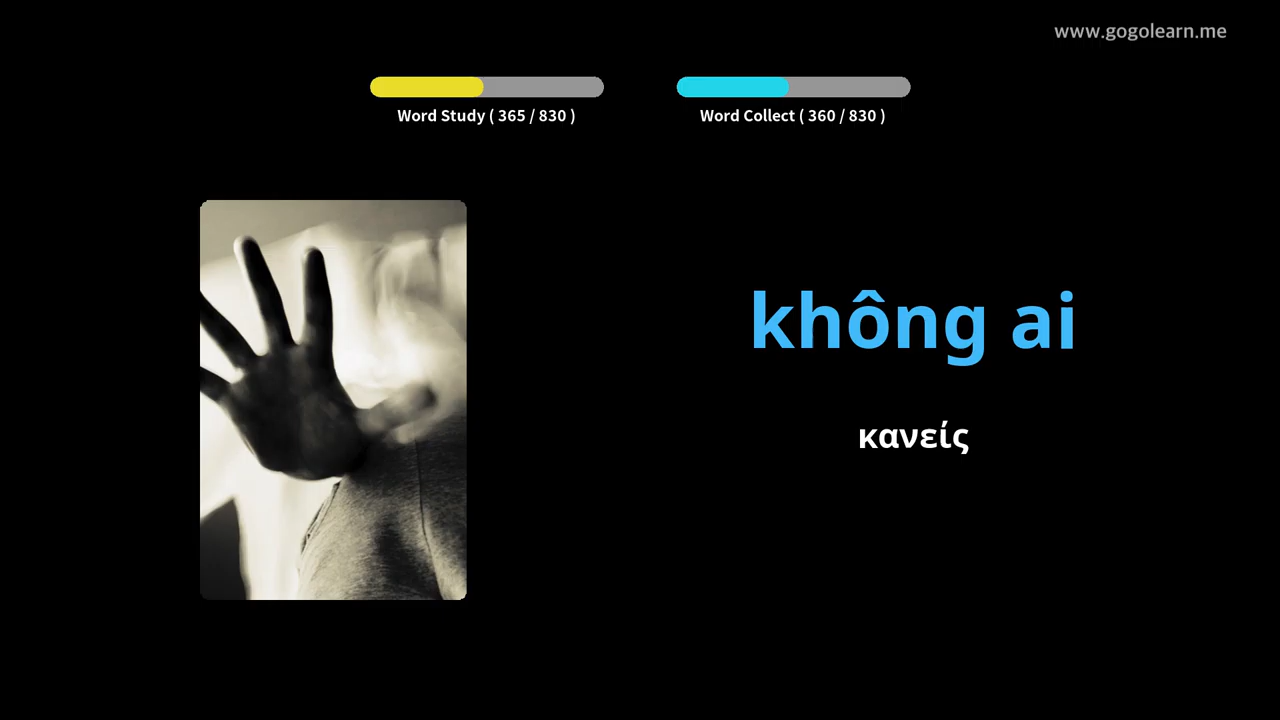 www.gogolearn.me
Word Study ( 365 / 830 )
Word Collect ( 360 / 830 )
không ai
κανείς